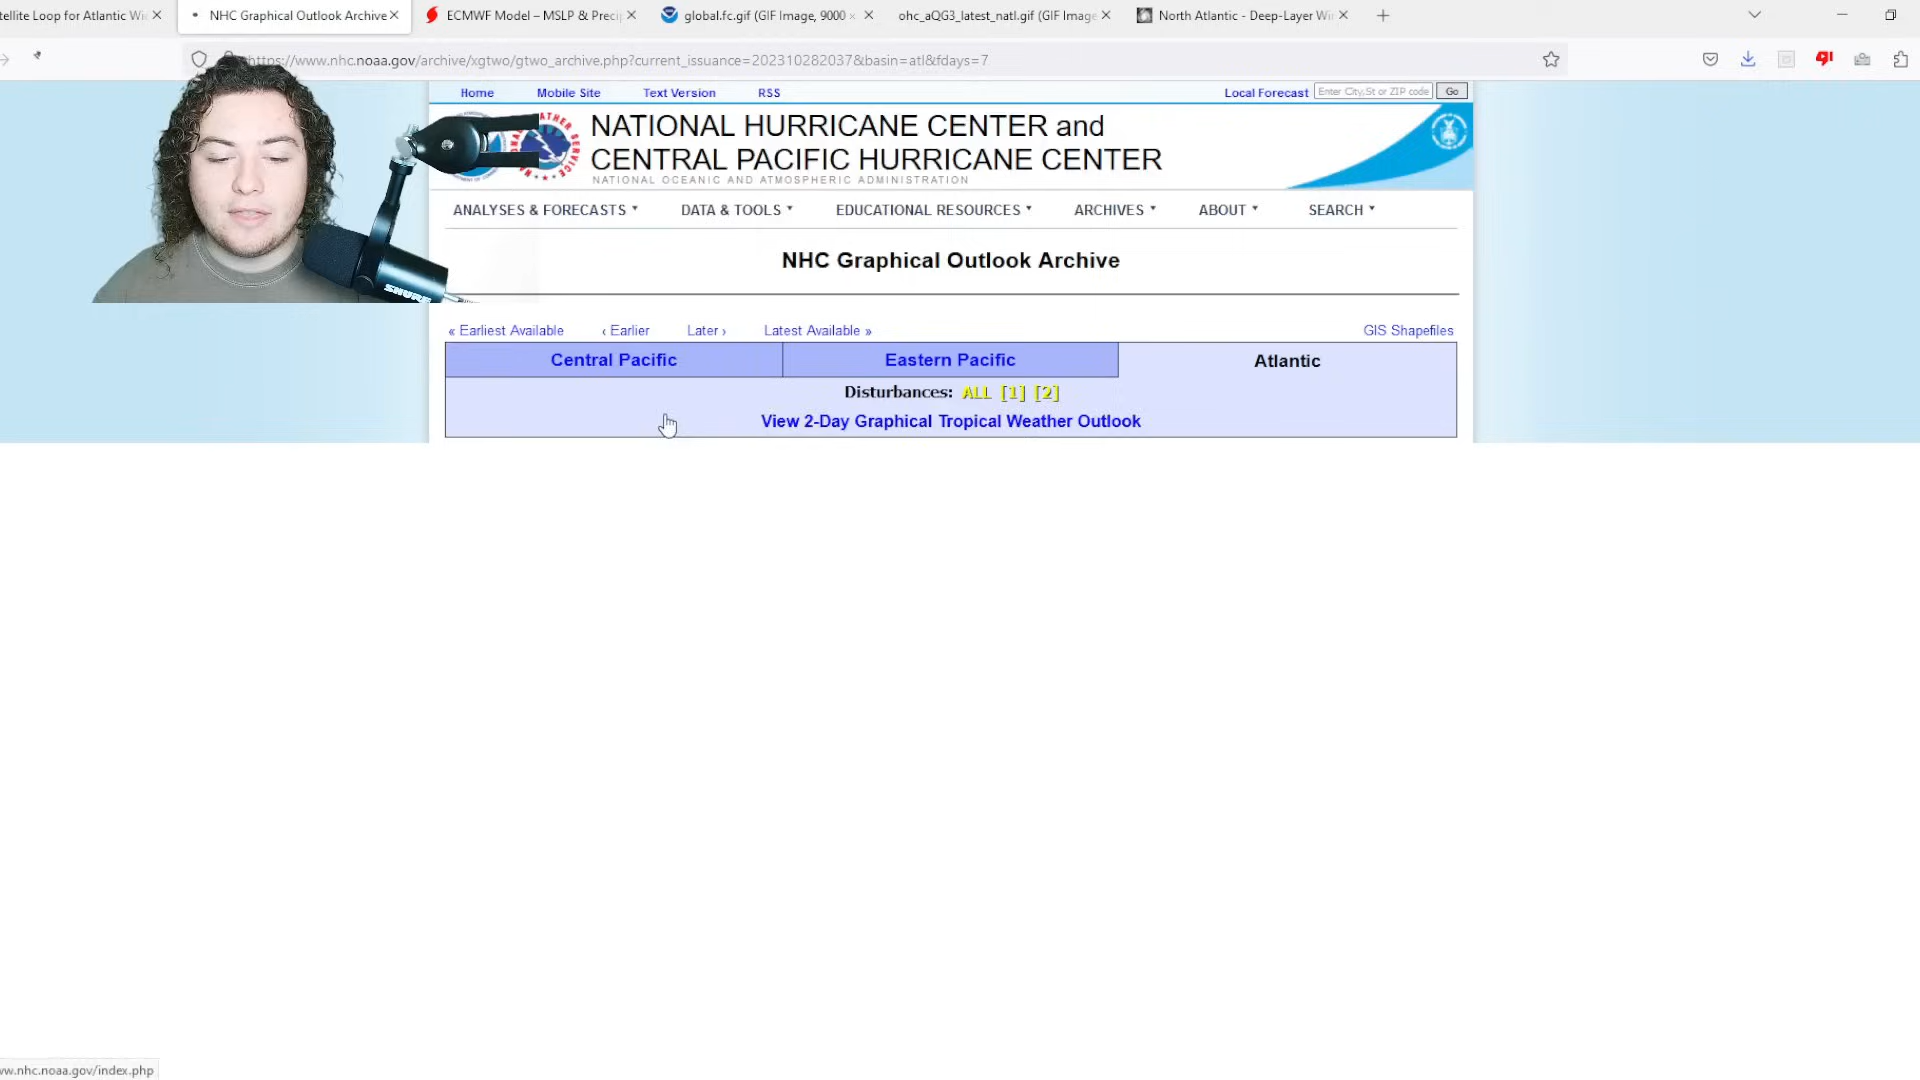 tellite Loop for Atlantic Wi
NHC Graphical Outlook Archive
ECMWF Model – MSLP & Preci
global.fc.gif (GIF Image, 9000 ×
ohc_aQG3_latest_natl.gif (GIF Image
North Atlantic - Deep-Layer Wi
https://www.nhc.noaa.gov/archive/xgtwo/gtwo_archive.php?current_issuance=202310282037&basin=atl&fdays=7
Home Mobile Site Text Version RSS Local Forecast Enter City,St or ZIP code Go
NATIONAL HURRICANE CENTER and
CENTRAL PACIFIC HURRICANE CENTER
NATIONAL OCEANIC AND ATMOSPHERIC ADMINISTRATION
ANALYSES & FORECASTS DATA & TOOLS EDUCATIONAL RESOURCES ARCHIVES ABOUT SEARCH
NHC Graphical Outlook Archive
SHURE
« Earliest Available ‹ Earlier Later › Latest Available » GIS Shapefiles
Central Pacific Eastern Pacific Atlantic
Disturbances: ALL [1] [2]
View 2-Day Graphical Tropical Weather Outlook
ww.nhc.noaa.gov/index.php